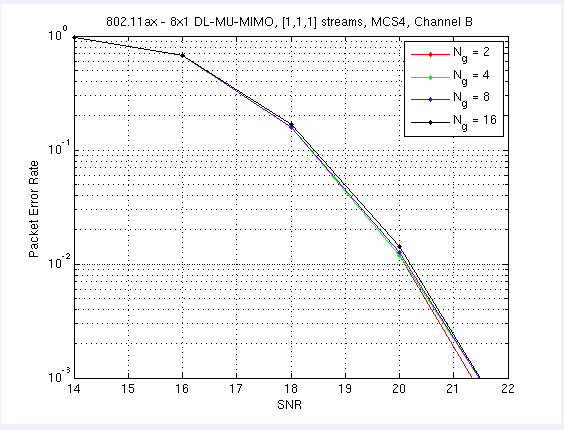 802.11ax - 8x1 DL-MU-MIMO, [1,1,1] streams, MCS4, Channel B
10^0
N_g = 2
N_g = 4
N_g = 8
N_g = 16
10^-1
Packet Error Rate
10^-2
10^-3
14 15 16 17 18 19 20 21 22
SNR